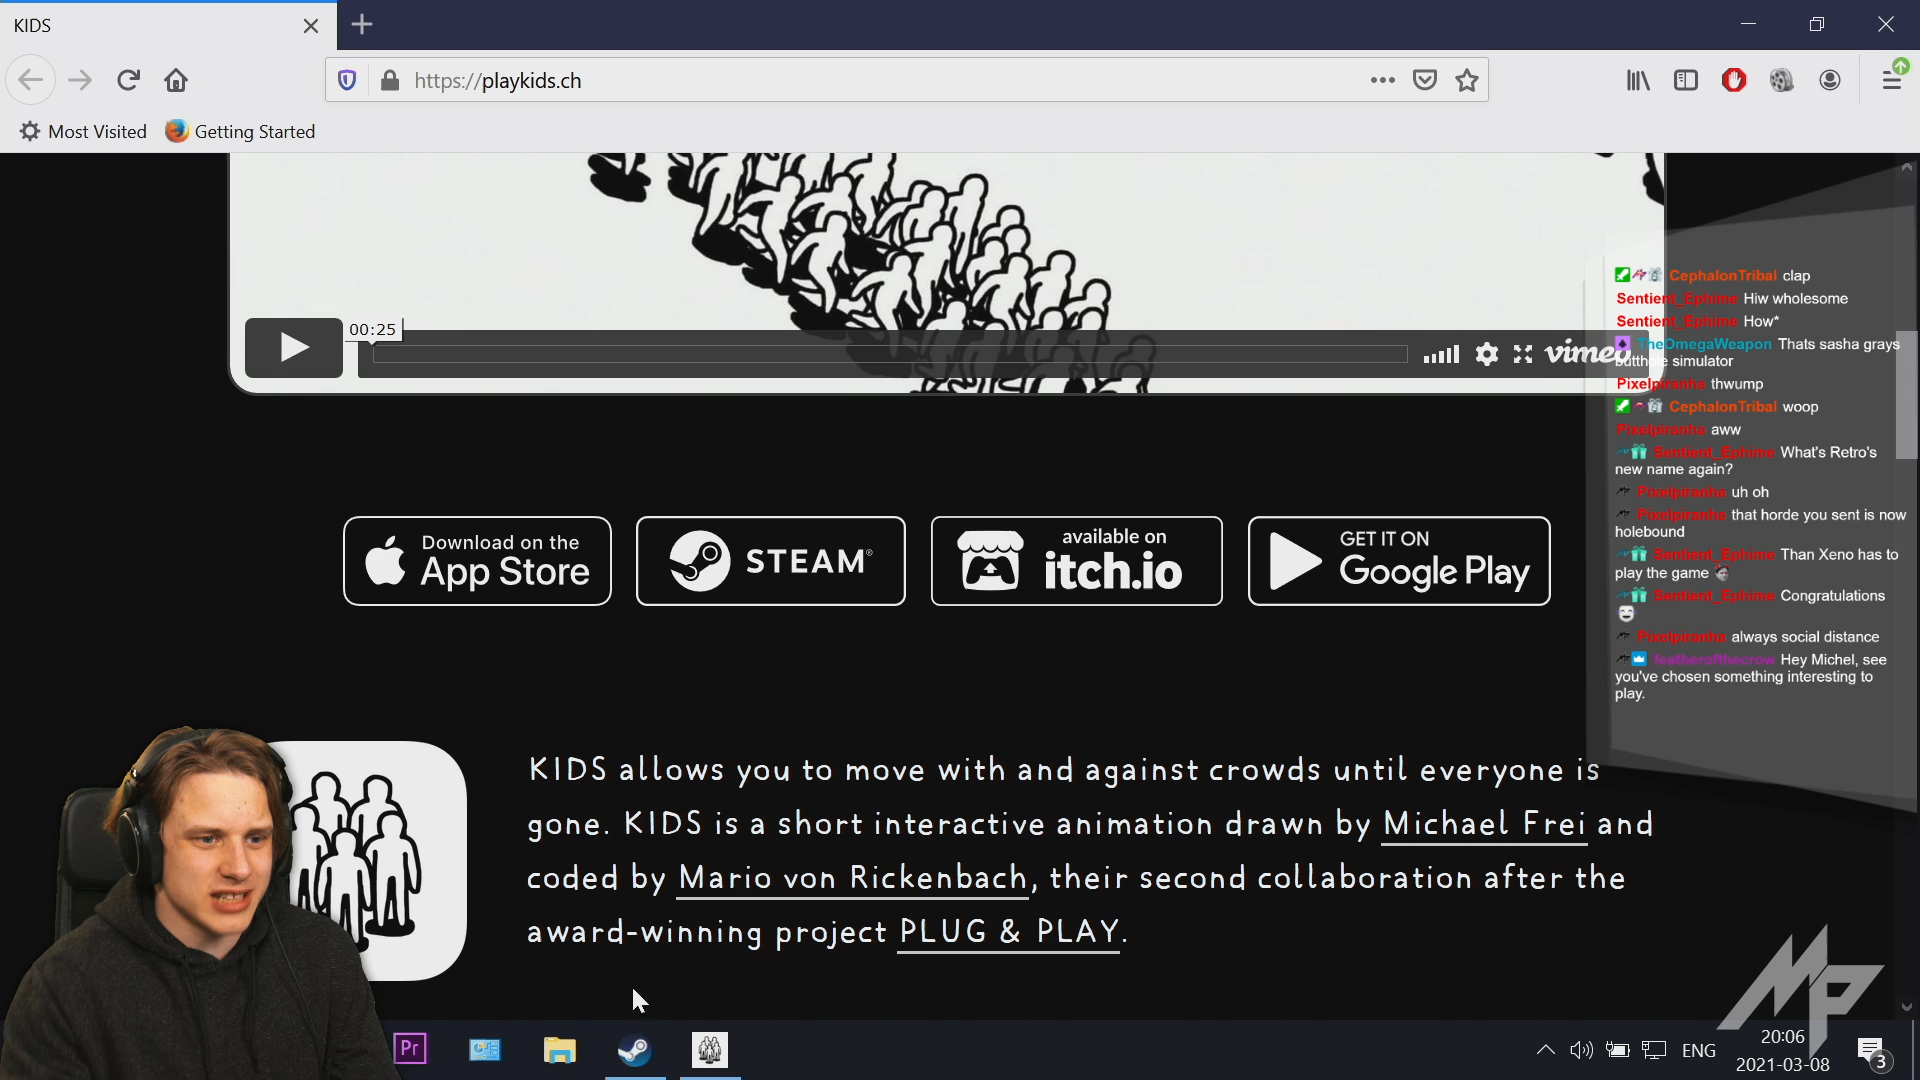 KIDS
https://playkids.ch
Most Visited
Getting Started
00:25
vimeo
Download on the
App Store
STEAM®
available on
itch.io
GET IT ON
Google Play
KIDS allows you to move with and against crowds until everyone is
gone. KIDS is a short interactive animation drawn by Michael Frei and
coded by Mario von Rickenbach, their second collaboration after the
award-winning project PLUG & PLAY.
CephalonTribal clap
Sentient_Ephime Hiw wholesome
Sentient_Ephime How*
TheOmegaWeapon Thats sasha grays
butthole simulator
Pixelpiranha thwump
CephalonTribal woop
Pixelpiranha aww
Sentient_Ephime What's Retro's
new name again?
Pixelpiranha uh oh
Pixelpiranha that horde you sent is now
holebound
Sentient_Ephime Than Xeno has to
play the game
Sentient_Ephime Congratulations
Pixelpiranha always social distance
featherofthecrow Hey Michel, see
you've chosen something interesting to
play.
MP
Pr
ENG
20:06
2021-03-08
3